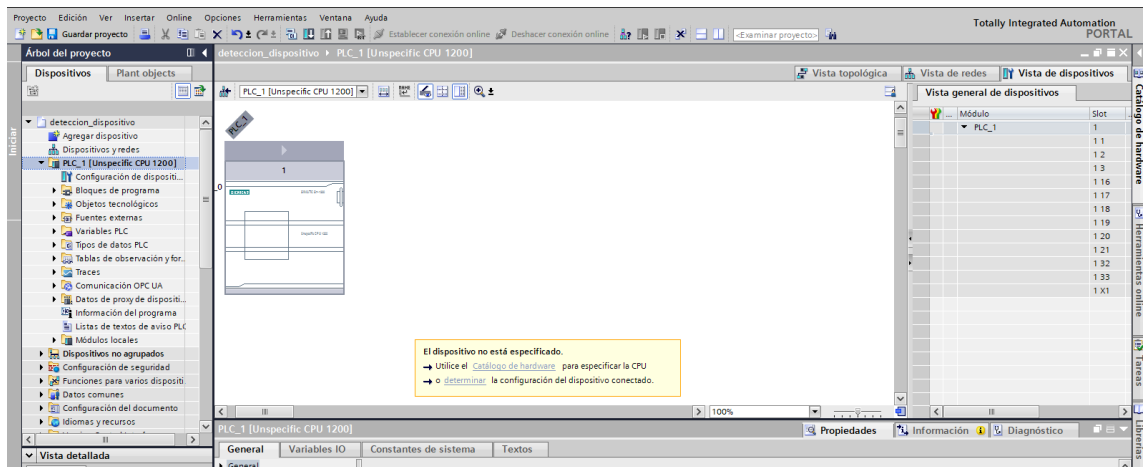 Proyecto Edición Ver Insertar Online Opciones Herramientas Ventana Ayuda
Totally Integrated Automation
PORTAL
Guardar proyecto Establecer conexión online Deshacer conexión online <Examinar proyecto>
Árbol del proyecto
deteccion_dispositivo PLC_1 [Unspecific CPU 1200]
Dispositivos Plant objects
Vista topológica Vista de redes Vista de dispositivos
PLC_1 [Unspecific CPU 1200]
Vista general de dispositivos
... Módulo Slot
PLC_1 1
1 1
1 2
1 3
1 16
1 17
1 18
1 19
1 20
1 21
1 32
1 33
1 X1
Iniciar
deteccion_dispositivo
Agregar dispositivo
Dispositivos y redes
PLC_1 [Unspecific CPU 1200]
Configuración de dispositi...
Bloques de programa
Objetos tecnológicos
Fuentes externas
Variables PLC
Tipos de datos PLC
Tablas de observación y for..
Traces
Comunicación OPC UA
Datos de proxy de dispositi...
Información del programa
Listas de textos de aviso PLC
Módulos locales
Dispositivos no agrupados
Configuración de seguridad
Funciones para varios dispositi
Datos comunes
Configuración del documento
Idiomas y recursos
Vista detallada
PLC_1
1
_0
SIEMENS
El dispositivo no está especificado.
Utilice el Catálogo de hardware para especificar la CPU
o determinar la configuración del dispositivo conectado.
100%
PLC_1 [Unspecific CPU 1200]
Propiedades Información Diagnóstico
General Variables IO Constantes de sistema Textos
General
Catálogo de hardware
Herramientas online
Tareas
Librerías